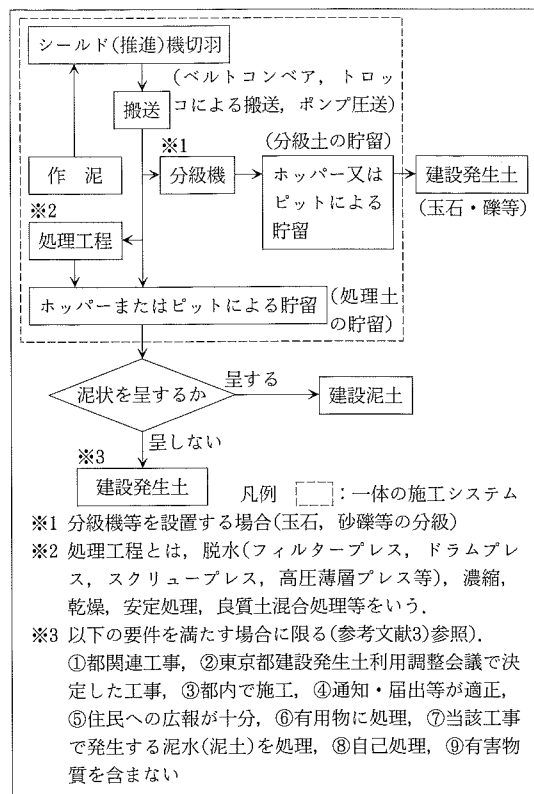 シールド(推進)機切羽
(ベルトコンベア,トロッ
コによる搬送,ポンプ圧送)
搬送
(分級土の貯留)
※1
作 泥
分級機
ホッパー又は
ピットによる
貯留
建設発生土
(玉石・礫等)
※2
処理工程
ホッパーまたはピットによる貯留
(処理土
の貯留)
泥状を呈するか
呈する
建設泥土
呈しない
※3
建設発生土
凡例 :一体の施工システム
※1 分級機等を設置する場合(玉石,砂礫等の分級)
※2 処理工程とは,脱水(フィルタープレス,ドラムプレ
ス,スクリュープレス,高圧薄層プレス等),濃縮,
乾燥,安定処理,良質土混合処理等をいう.
※3 以下の要件を満たす場合に限る(参考文献3)参照).
①都関連工事,②東京都建設発生土利用調整会議で決
定した工事,③都内で施工,④通知・届出等が適正,
⑤住民への広報が十分,⑥有用物に処理,⑦当該工事
で発生する泥水(泥土)を処理,⑧自己処理,⑨有害物
質を含まない